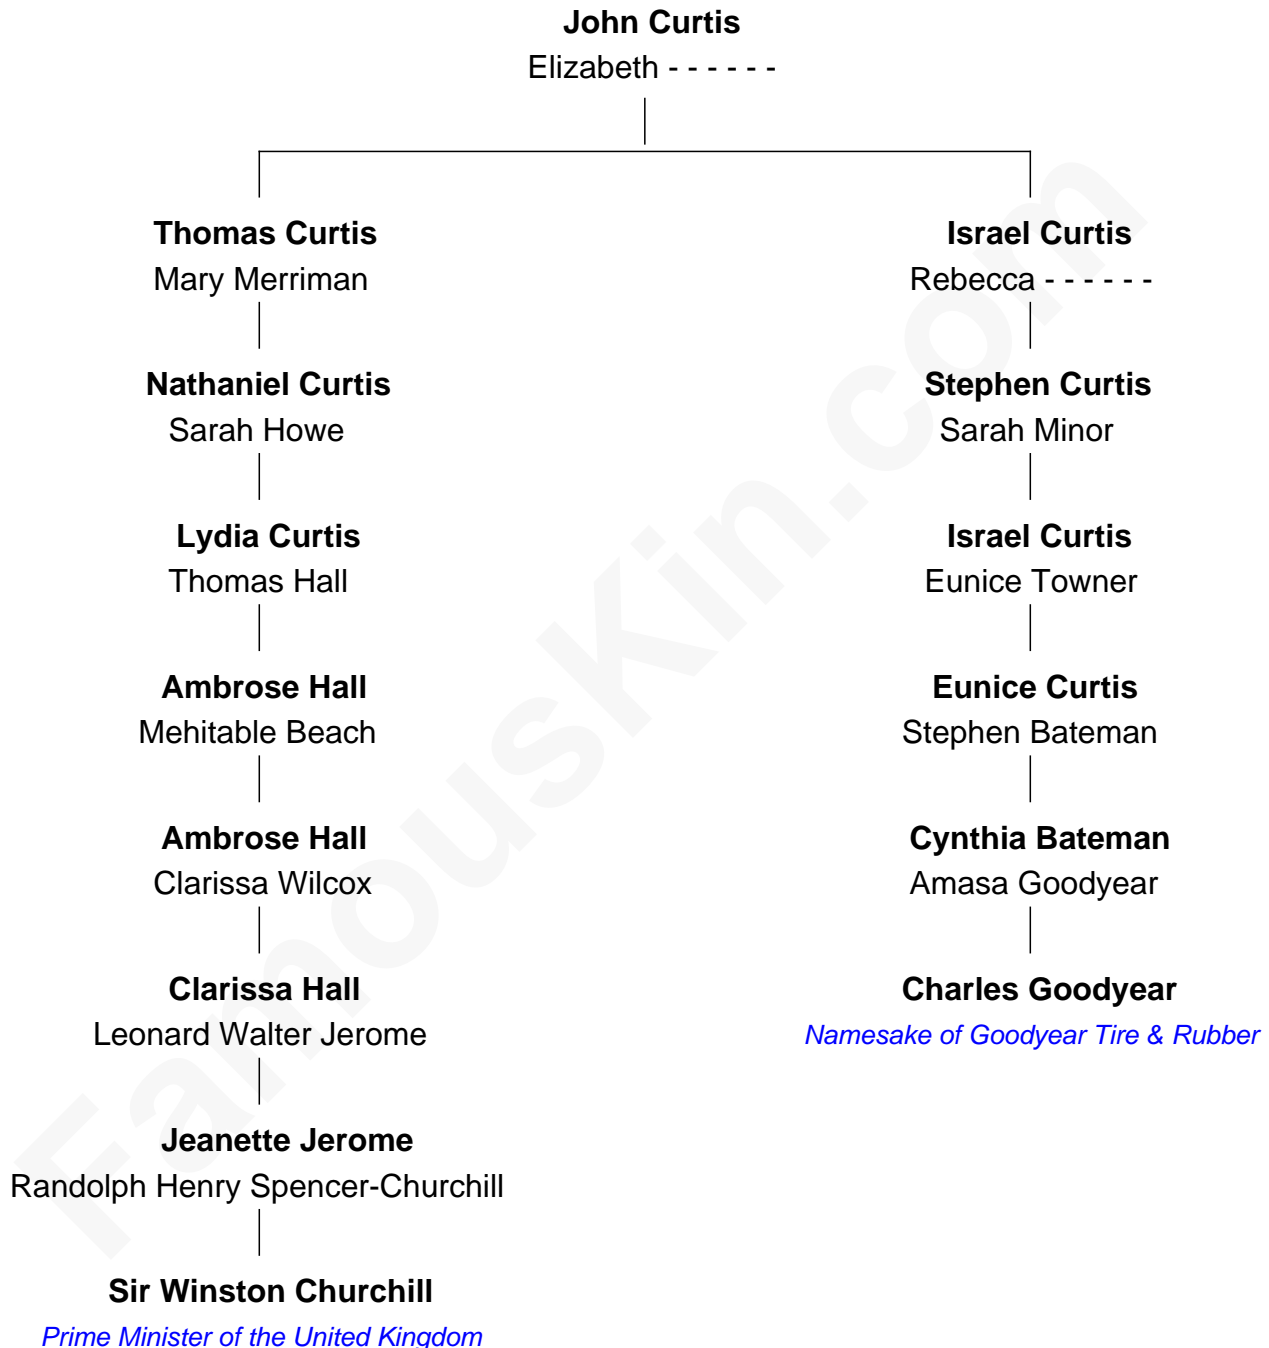 John Curtis
Elizabeth - - - - - -
Thomas Curtis
Mary Merriman
Nathaniel Curtis
Sarah Howe
Lydia Curtis
Thomas Hall
Ambrose Hall
Mehitable Beach
Ambrose Hall
Clarissa Wilcox
Clarissa Hall
Leonard Walter Jerome
Jeanette Jerome
Randolph Henry Spencer-Churchill
Sir Winston Churchill
Prime Minister of the United Kingdom
Israel Curtis
Rebecca - - - - - -
Stephen Curtis
Sarah Minor
Israel Curtis
Eunice Towner
Eunice Curtis
Stephen Bateman
Cynthia Bateman
Amasa Goodyear
Charles Goodyear
Namesake of Goodyear Tire & Rubber
FamousKin.com